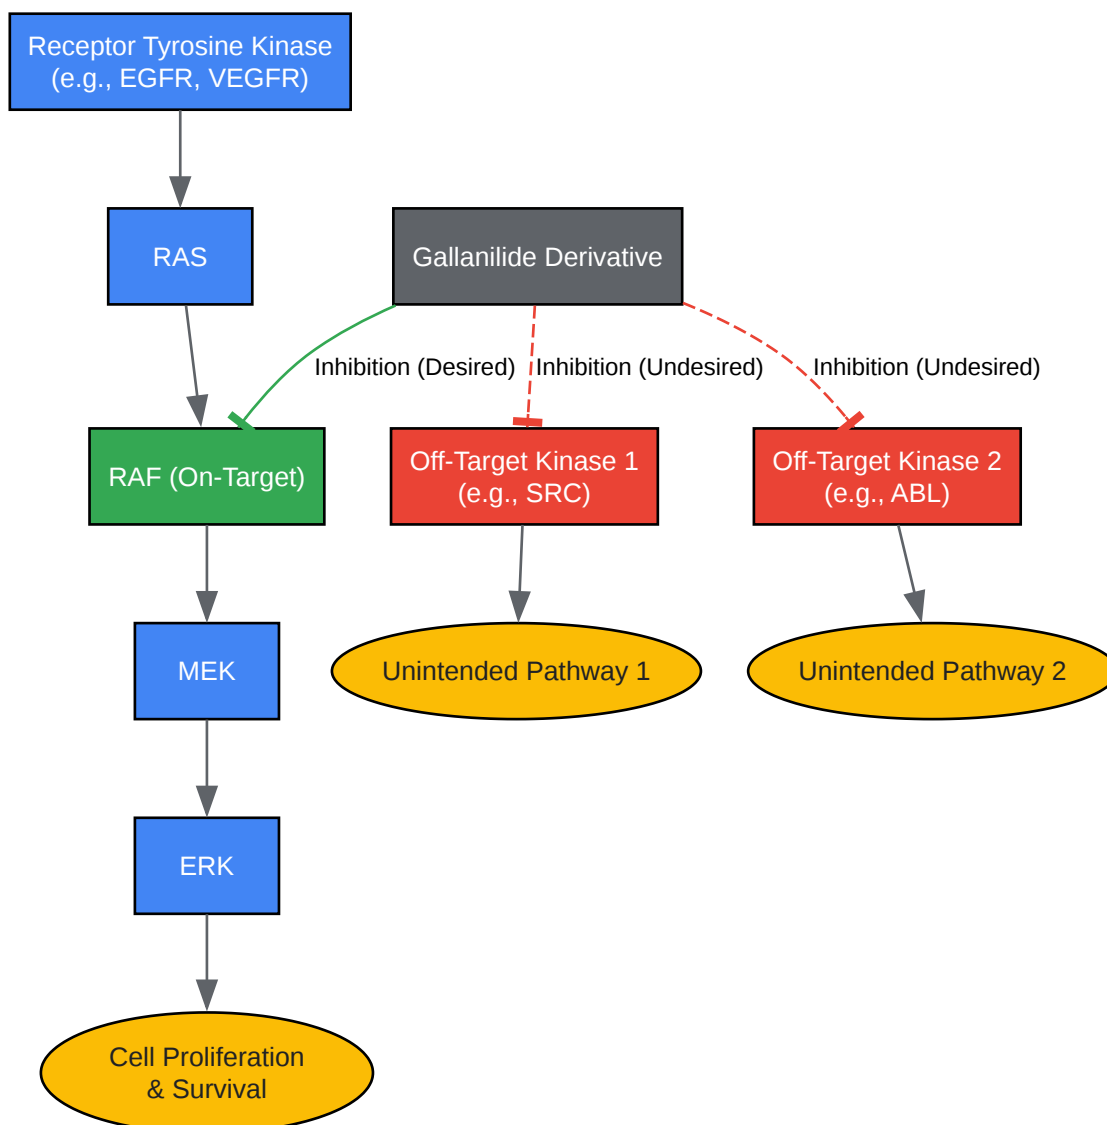 Receptor Tyrosine Kinase
(e.g., EGFR, VEGFR)
RAS
Gallanilide Derivative
Inhibition (Desired)
Inhibition (Undesired)
Inhibition (Undesired)
RAF (On-Target)
Off-Target Kinase 1
(e.g., SRC)
Off-Target Kinase 2
(e.g., ABL)
MEK
Unintended Pathway 1
Unintended Pathway 2
ERK
Cell Proliferation
& Survival